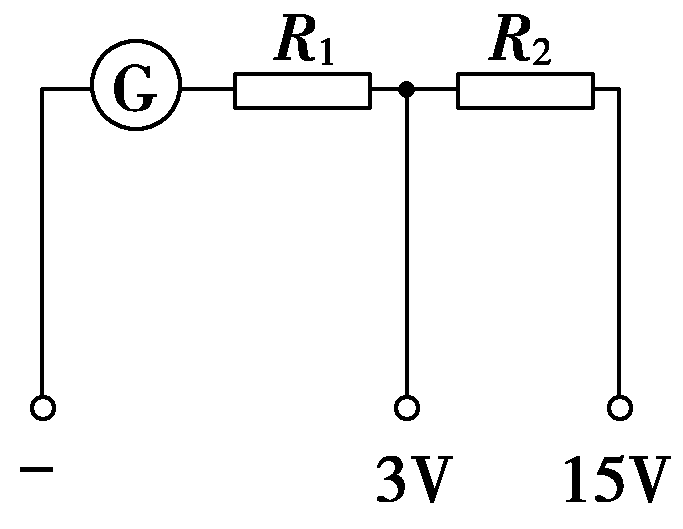 R₁ R₂
G
− 3V 15V